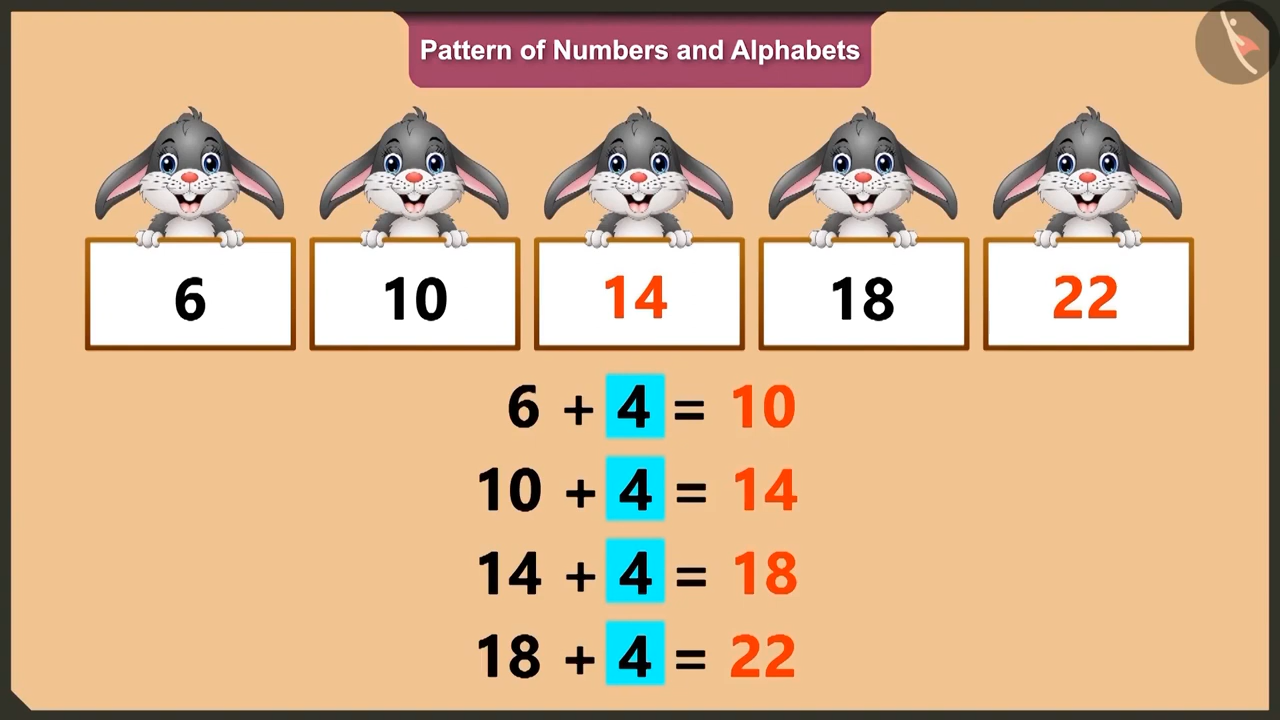 Pattern of Numbers and Alphabets
6 10 14 18 22
6 + 4 = 10
10 + 4 = 14
14 + 4 = 18
18 + 4 = 22